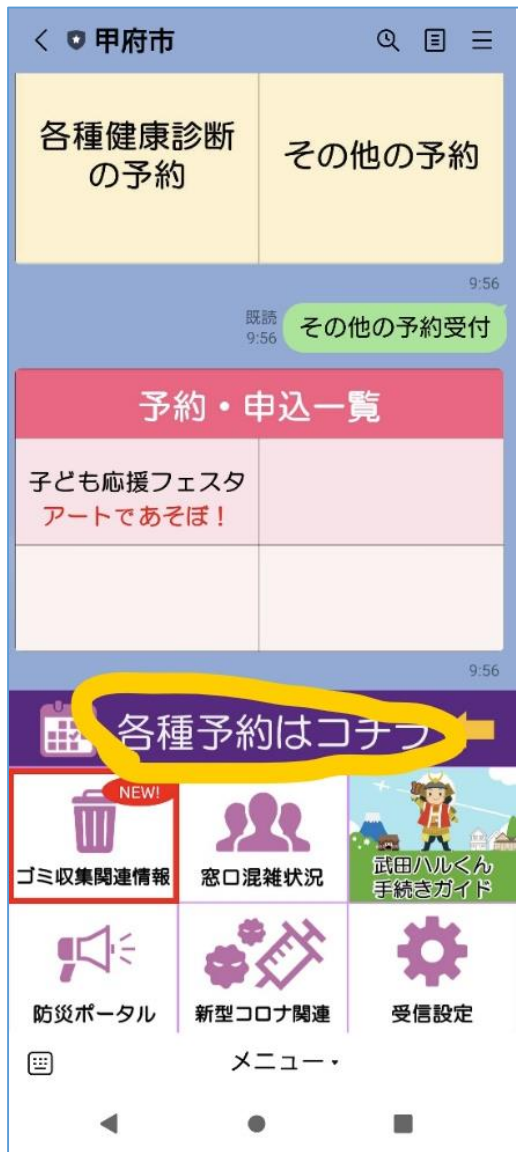 甲府市
各種健康診断
の予約
その他の予約
9:56
既読
9:56
その他の予約受付
予約・申込一覧
子ども応援フェスタ
アートであそぼ!
9:56
各種予約はコチラ
NEW!
ゴミ収集関連情報
窓口混雑状況
武田ハルくん
手続きガイド
防災ポータル
新型コロナ関連
受信設定
メニュー